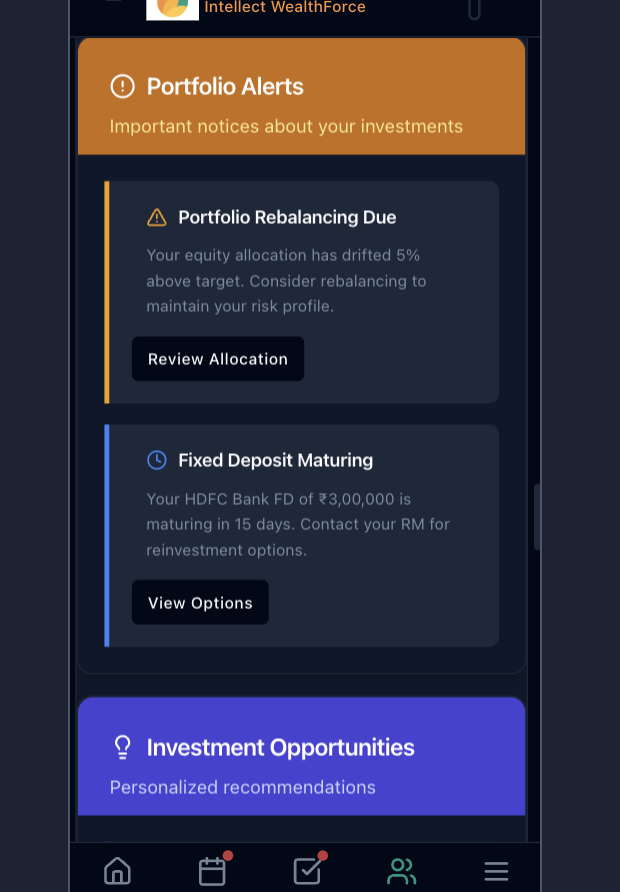 Intellect WealthForce
Portfolio Alerts
Important notices about your investments
Portfolio Rebalancing Due
Your equity allocation has drifted 5%
above target. Consider rebalancing to
maintain your risk profile.
Review Allocation
Fixed Deposit Maturing
Your HDFC Bank FD of ₹3,00,000 is
maturing in 15 days. Contact your RM for
reinvestment options.
View Options
Investment Opportunities
Personalized recommendations